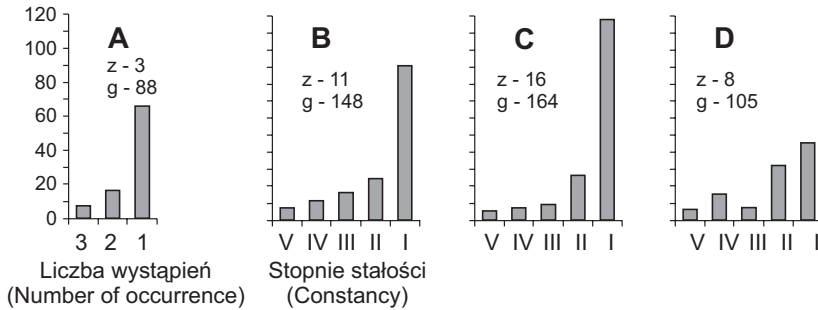 120
100
80
60
40
20
0
A
z - 3
g - 88
3 2 1
Liczba wystąpień
(Number of occurrence)
B
z - 11
g - 148
V IV III II I
Stopnie stałości
(Constancy)
C
z - 16
g - 164
V IV III II I
D
z - 8
g - 105
V IV III II I